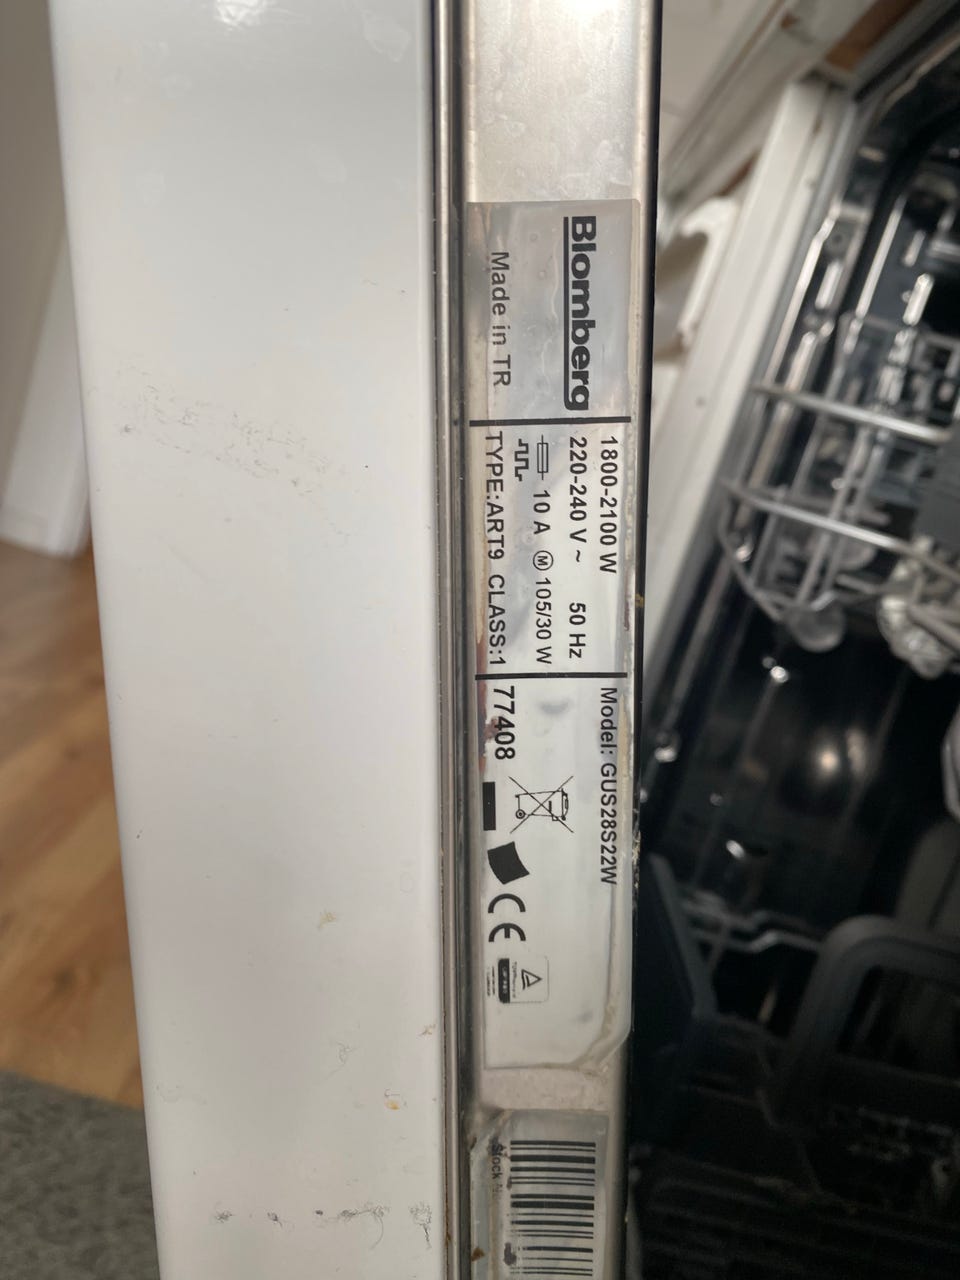 Blomberg
Made in TR
1800-2100 W
220-240 V ~ 50 Hz
10 A M 105/30 W
TYPE:ART9 CLASS:1
Model: GUS28S22W
77408
CE
Stock